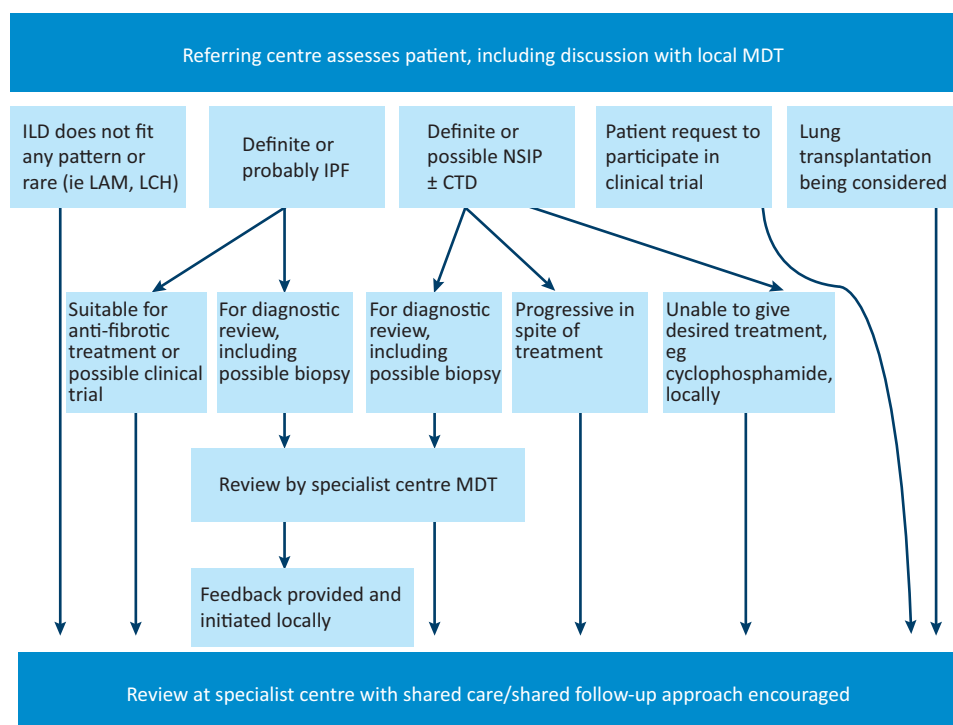 Referring centre assesses patient, including discussion with local MDT
ILD does not fit
any pattern or
rare (ie LAM, LCH)
Definite or
probably IPF
Definite or
possible NSIP
± CTD
Patient request to
participate in
clinical trial
Lung
transplantation
being considered
Suitable for
anti-fibrotic
treatment or
possible clinical
trial
For diagnostic
review,
including
possible biopsy
For diagnostic
review,
including
possible biopsy
Progressive in
spite of
treatment
Unable to give
desired treatment,
eg
cyclophosphamide,
locally
Review by specialist centre MDT
Feedback provided and
initiated locally
Review at specialist centre with shared care/shared follow-up approach encouraged